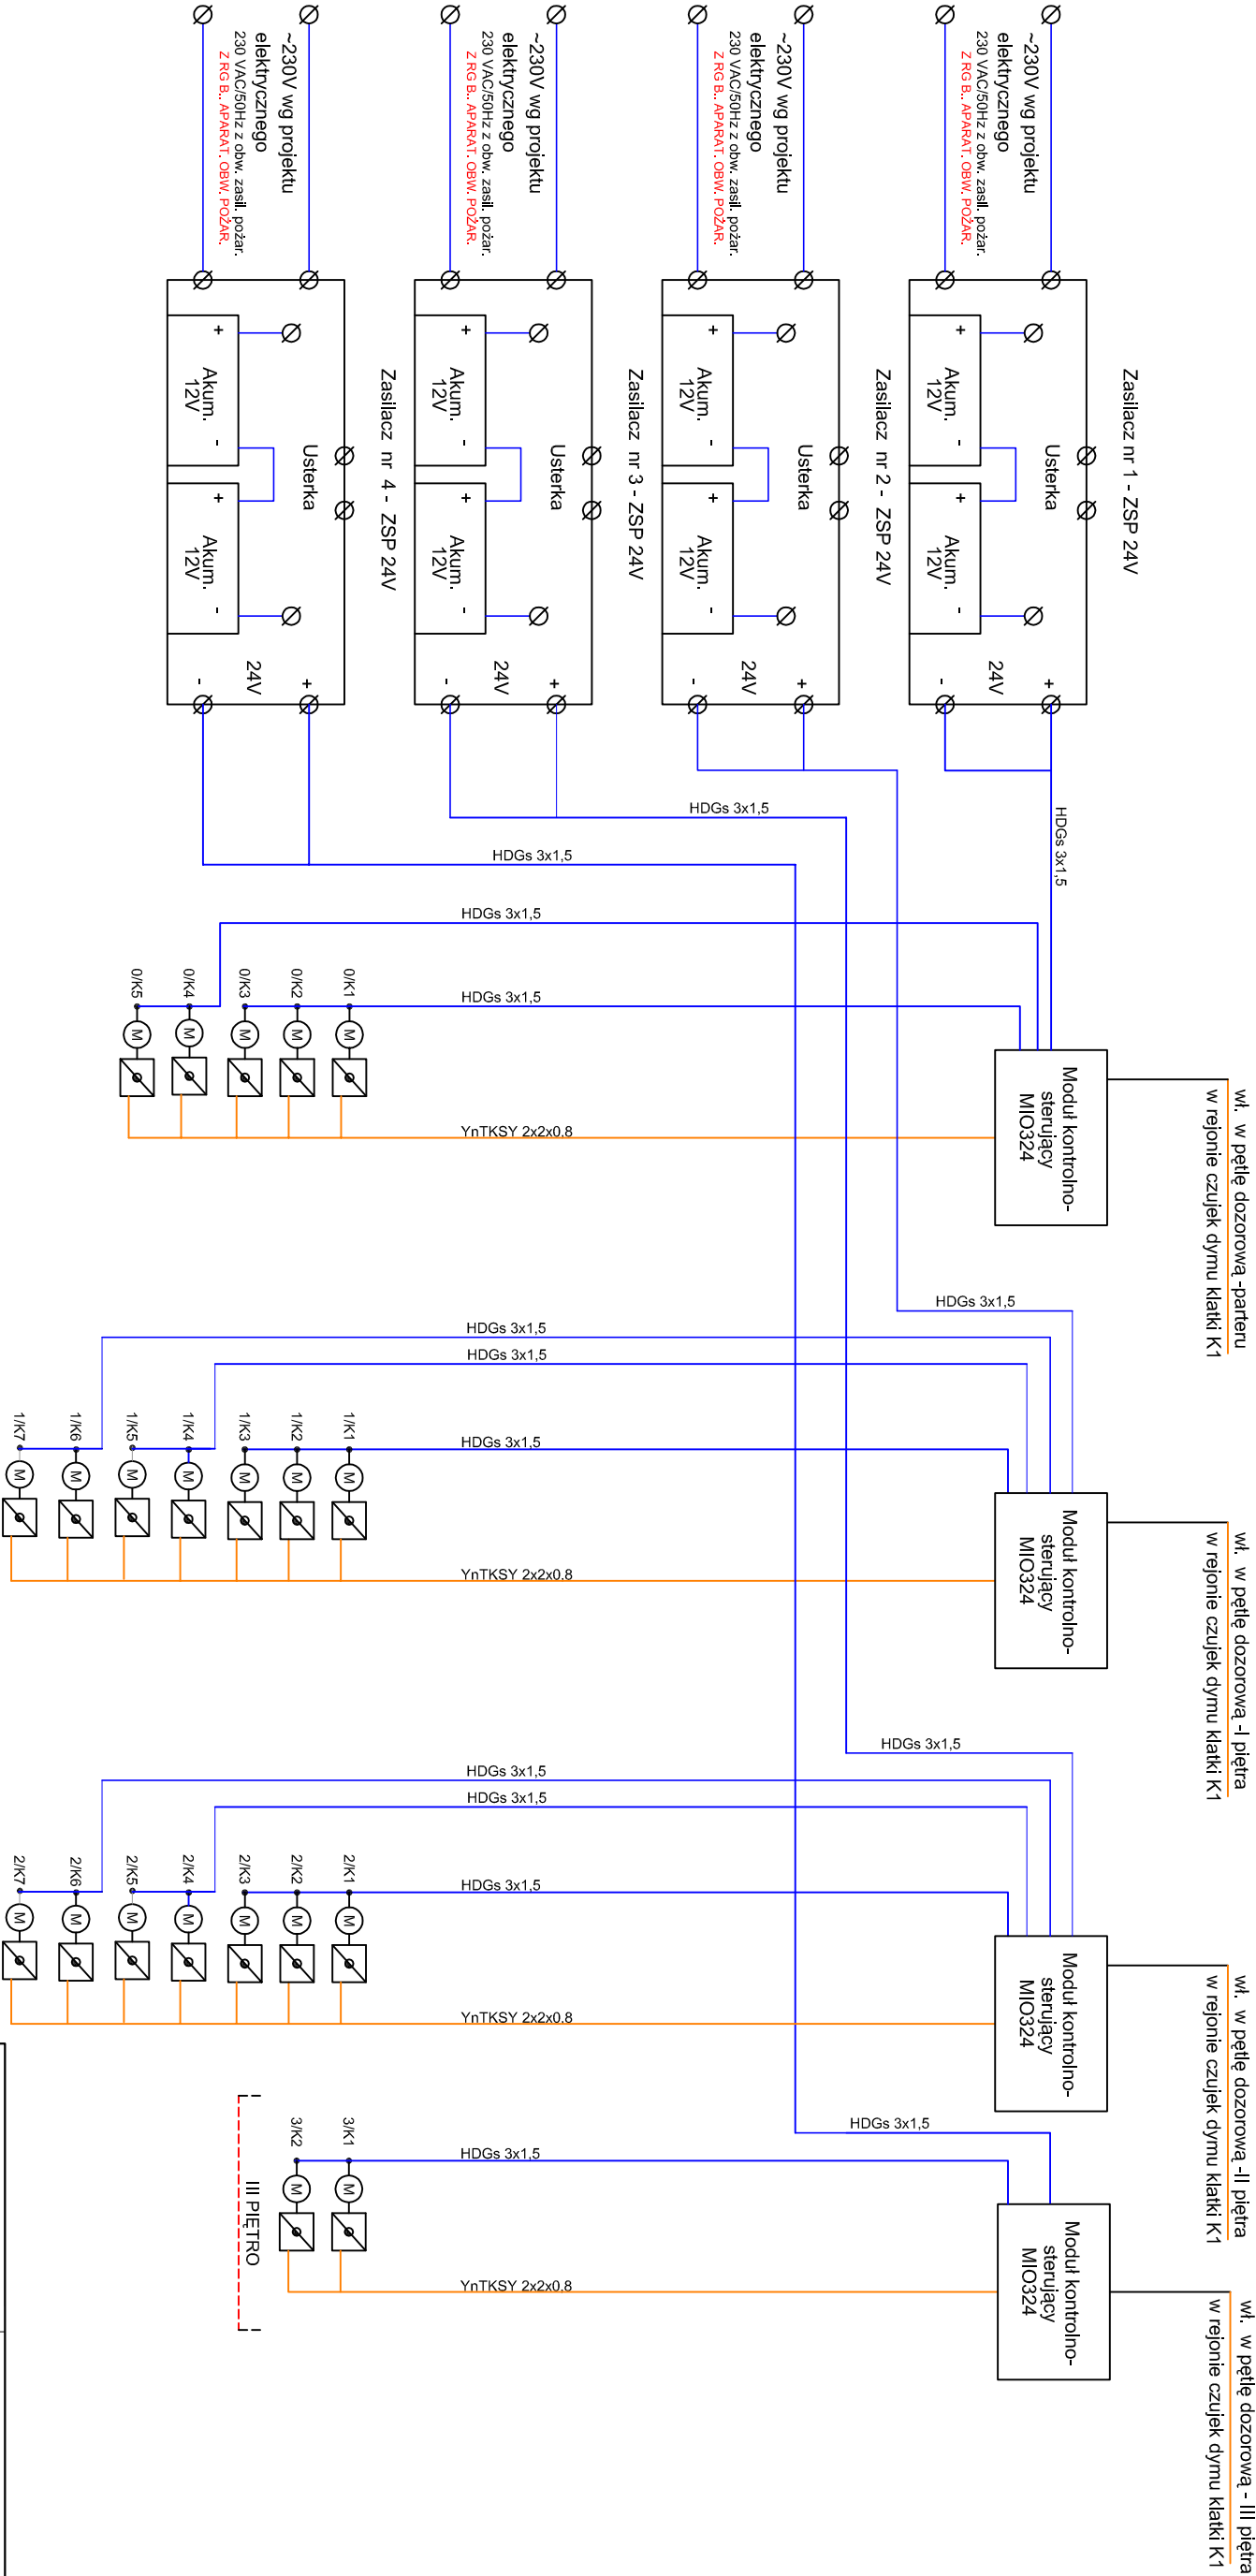 ~230V wg projektu
elektrycznego
230 VAC/50Hz z obw. zasil. pożar.
Z RG B.. APARAT. OBW. POŻAR.
~230V wg projektu
elektrycznego
230 VAC/50Hz z obw. zasil. pożar.
Z RG B.. APARAT. OBW. POŻAR.
~230V wg projektu
elektrycznego
230 VAC/50Hz z obw. zasil. pożar.
Z RG B.. APARAT. OBW. POŻAR.
~230V wg projektu
elektrycznego
230 VAC/50Hz z obw. zasil. pożar.
Z RG B.. APARAT. OBW. POŻAR.
Zasilacz nr 1 - ZSP 24V
Usterka
+
Akum.
12V
-
+
Akum.
12V
-
24V
+
-
Zasilacz nr 2 - ZSP 24V
Usterka
+
Akum.
12V
-
+
Akum.
12V
-
24V
+
-
Zasilacz nr 3 - ZSP 24V
Usterka
+
Akum.
12V
-
+
Akum.
12V
-
24V
+
-
Zasilacz nr 4 - ZSP 24V
Usterka
+
Akum.
12V
-
+
Akum.
12V
-
24V
+
-
HDGs 3x1,5
HDGs 3x1,5
HDGs 3x1,5
wł. w pętlę dozorową -parteru
w rejonie czujek dymu klatki K1
Moduł kontrolno-
sterujący
MIO324
HDGs 3x1,5
HDGs 3x1,5
0/K1
0/K2
0/K3
0/K4
0/K5
M
M
M
M
M
YnTKSY 2x2x0.8
wł. w pętlę dozorową -I piętra
w rejonie czujek dymu klatki K1
Moduł kontrolno-
sterujący
MIO324
HDGs 3x1,5
HDGs 3x1,5
HDGs 3x1,5
HDGs 3x1,5
1/K1
1/K2
1/K3
1/K4
1/K5
1/K6
1/K7
M
M
M
M
M
M
M
YnTKSY 2x2x0.8
wł. w pętlę dozorową -II piętra
w rejonie czujek dymu klatki K1
Moduł kontrolno-
sterujący
MIO324
HDGs 3x1,5
HDGs 3x1,5
HDGs 3x1,5
HDGs 3x1,5
2/K1
2/K2
2/K3
2/K4
2/K5
2/K6
2/K7
M
M
M
M
M
M
M
YnTKSY 2x2x0.8
wł. w pętlę dozorową - III piętra
w rejonie czujek dymu klatki K1
Moduł kontrolno-
sterujący
MIO324
HDGs 3x1,5
HDGs 3x1,5
3/K1
3/K2
M
M
YnTKSY 2x2x0.8
III PIĘTRO